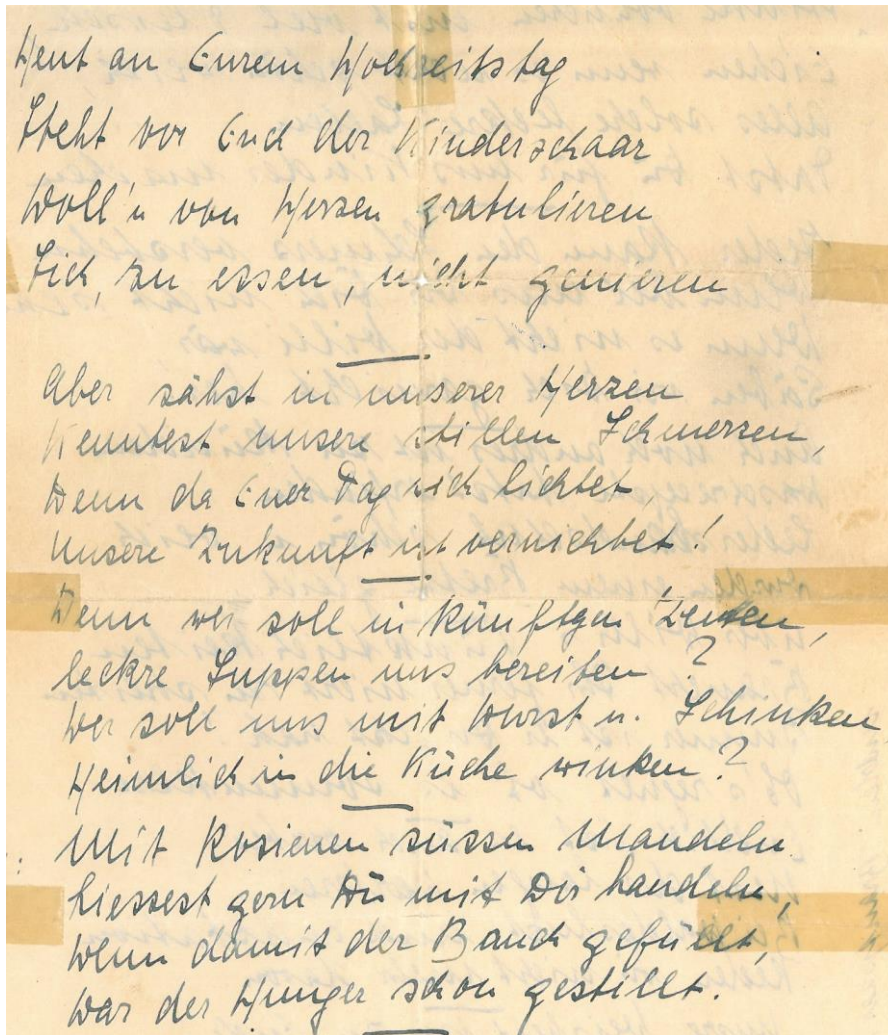 Heut an Eurem Hochzeitstag
Steht vor Euch der Kinderschaar
Woll'n von Herzen gratulieren
Sich, zu essen, nicht genieren
Aber sähst in unserer Herzen
Kenntest unsere stillen Schmerzen,
Denn da Euer Tag sich lichtet,
Unsere Zukunft ist vernichtet!
Denn wer soll in künftgen Zeiten,
leckre Suppen uns bereiten?
Wer soll uns mit Wurst u. Schinken
Heimlich in die Küche winken?
Mit Rosienen süssen Mandeln
liessest gern Du mit Dir handeln,
Wenn damit der Bauch gefüllt,
War der Hunger schon gestillt.